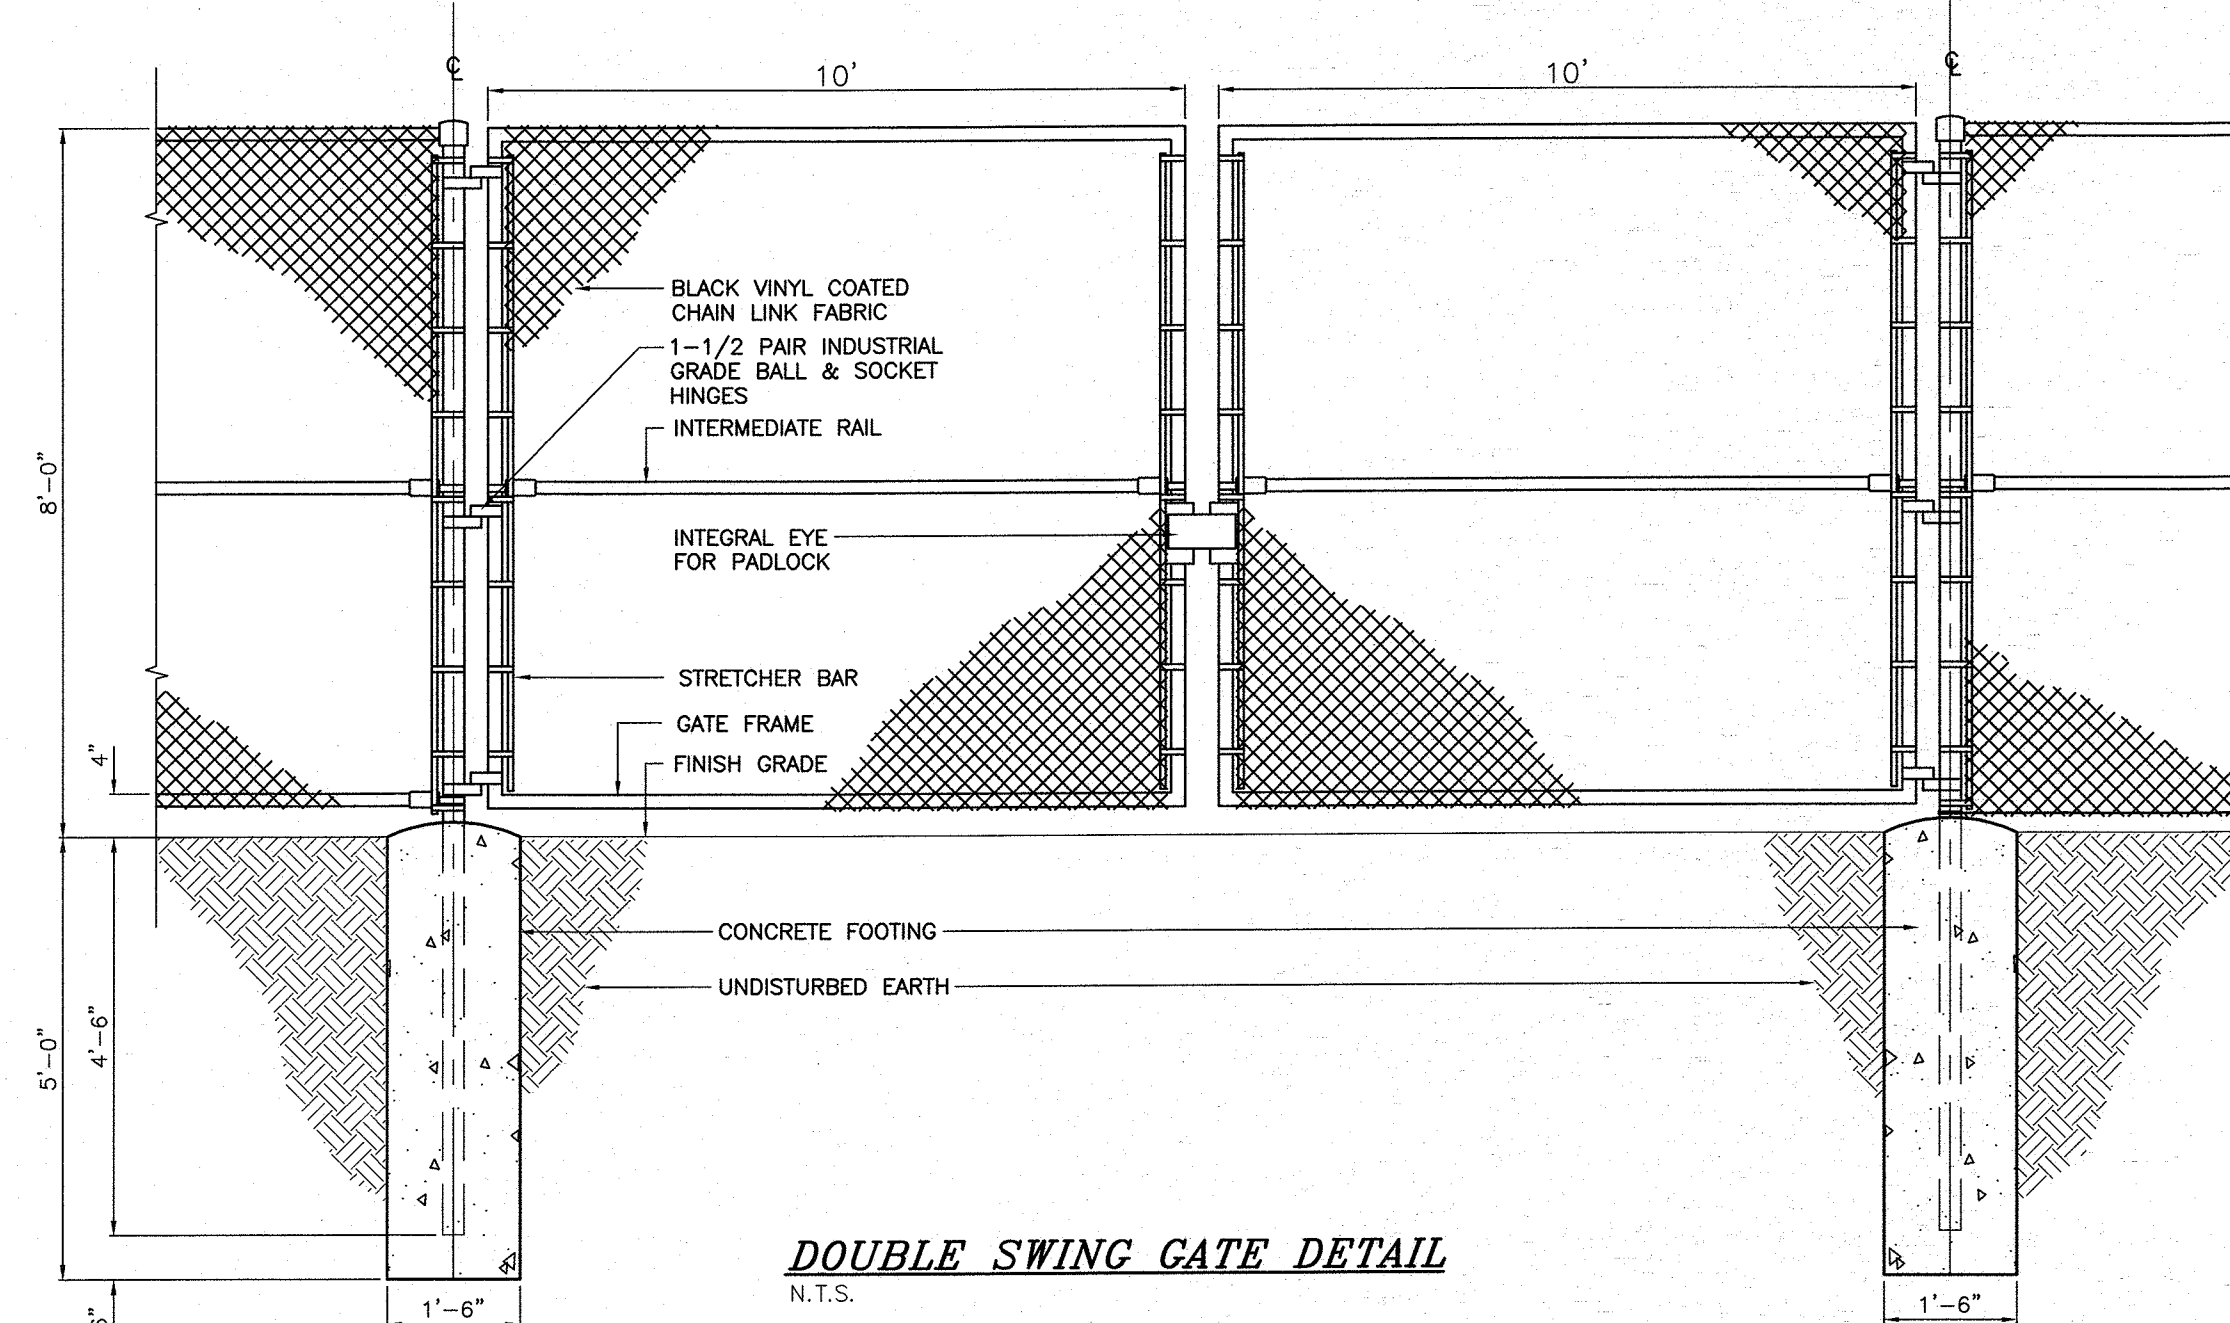 ℄
℄
10'
10'
BLACK VINYL COATED
CHAIN LINK FABRIC
1-1/2 PAIR INDUSTRIAL
GRADE BALL & SOCKET
HINGES
INTERMEDIATE RAIL
8'-0"
INTEGRAL EYE
FOR PADLOCK
STRETCHER BAR
GATE FRAME
4"
FINISH GRADE
CONCRETE FOOTING
UNDISTURBED EARTH
4'-6"
5'-0"
DOUBLE SWING GATE DETAIL
N.T.S.
1'-6"
1'-6"